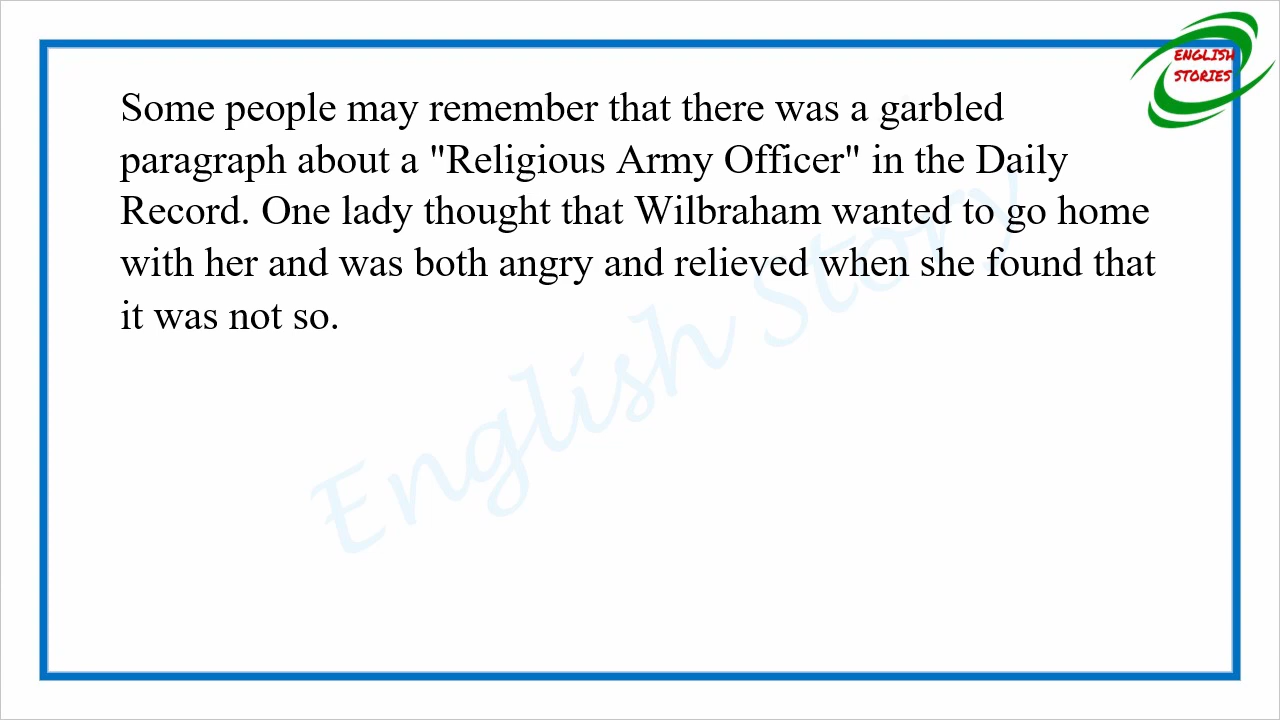 ENGLISH
STORIES
Some people may remember that there was a garbled
paragraph about a "Religious Army Officer" in the Daily
Record. One lady thought that Wilbraham wanted to go home
with her and was both angry and relieved when she found that
it was not so.
English Story